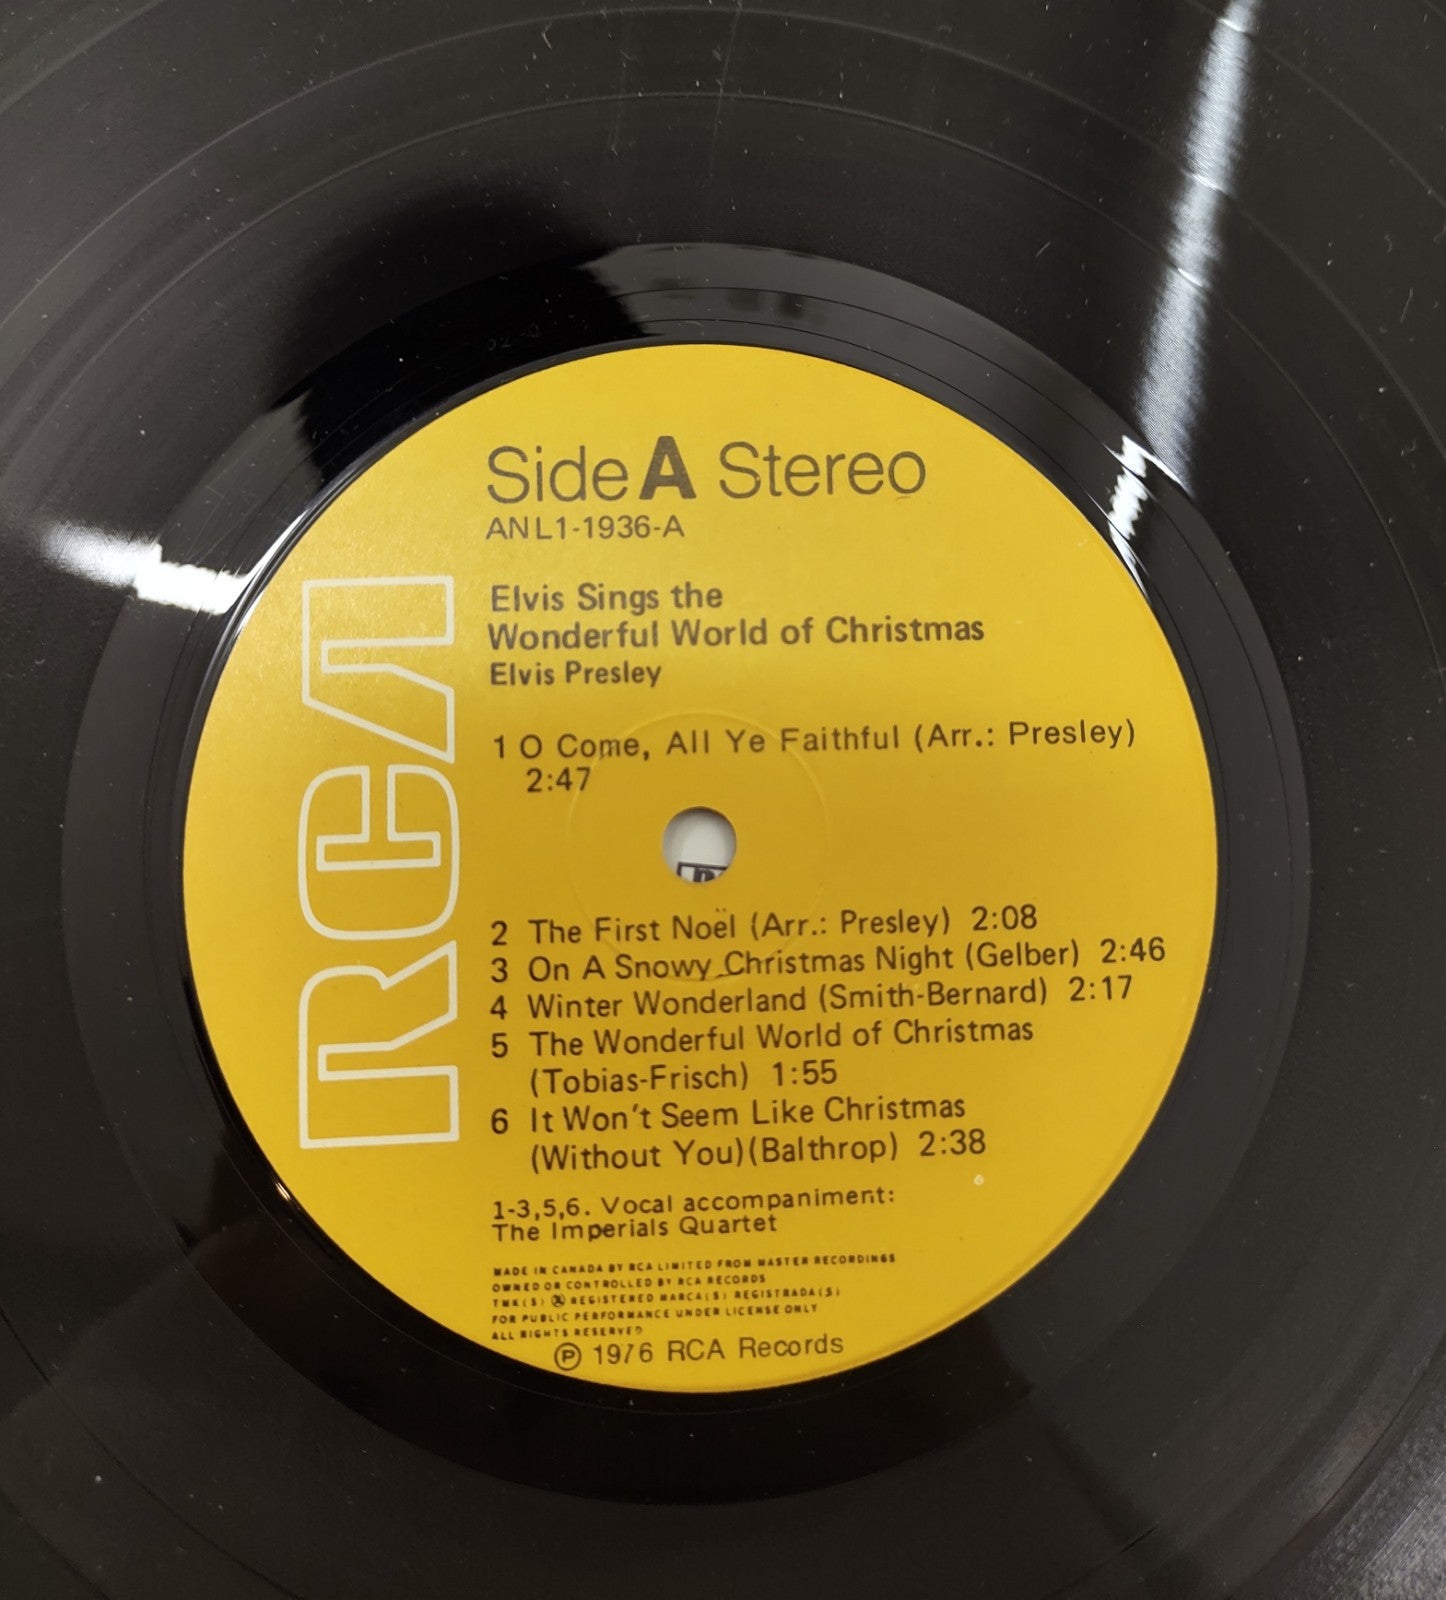 Side A Stereo
ANL1-1936-A
Elvis Sings the
Wonderful World of Christmas
Elvis Presley
1 O Come, All Ye Faithful (Arr.: Presley)
2:47
2 The First Noël (Arr.: Presley) 2:08
3 On A Snowy Christmas Night (Gelber) 2:46
4 Winter Wonderland (Smith-Bernard) 2:17
5 The Wonderful World of Christmas
(Tobias-Frisch) 1:55
6 It Won't Seem Like Christmas
(Without You)(Balthrop) 2:38
1-3,5,6. Vocal accompaniment:
The Imperials Quartet
MADE IN CANADA BY RCA LIMITED FROM MASTER RECORDINGS
OWNED OR CONTROLLED BY RCA RECORDS
TMK(S) ® REGISTERED MARCA(S) REGISTRADA(S)
FOR PUBLIC PERFORMANCE UNDER LICENSE ONLY
ALL RIGHTS RESERVED
℗ 1976 RCA Records
RCA